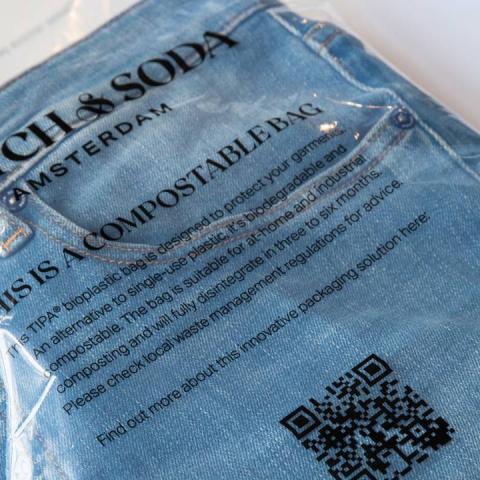 CH & SODA
AMSTERDAM
HIS IS A COMPOSTABLE BAG
This TIPA® bioplastic bag is designed to protect your garment.
An alternative to single-use plastic, it's biodegradable and
compostable. The bag is suitable for at-home and industrial
composting and will fully disintegrate in three to six months.
Please check local waste management regulations for advice.
Find out more about this innovative packaging solution here: